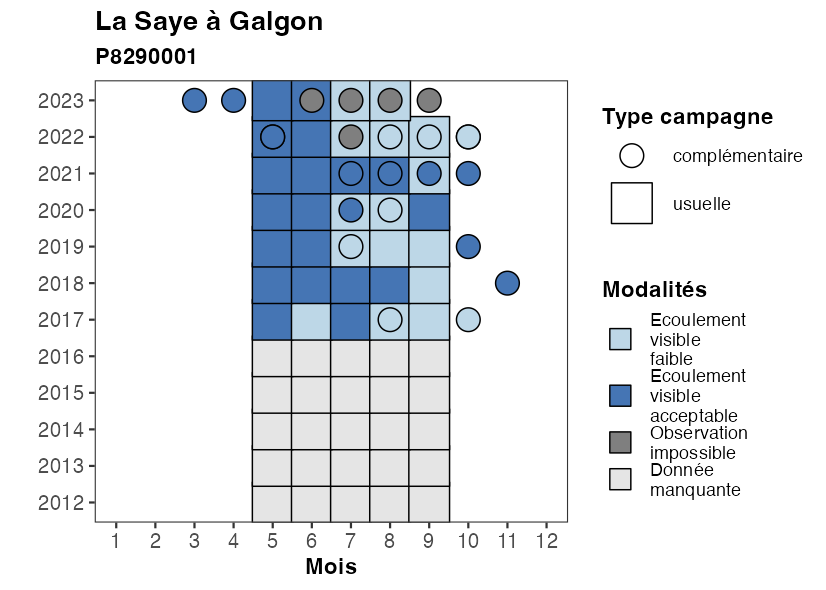 La Saye à Galgon
P8290001
2023
2022
2021
2020
2019
2018
2017
2016
2015
2014
2013
2012
1 2 3 4 5 6 7 8 9 10 11 12
Mois
Type campagne
complémentaire
usuelle
Modalités
Ecoulement
visible
faible
Ecoulement
visible
acceptable
Observation
impossible
Donnée
manquante